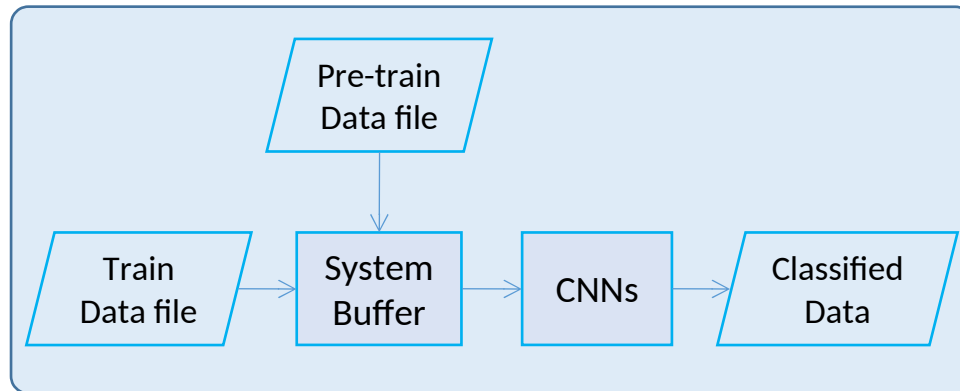 Pre-train
Data file
Train
Data file
System
Buffer
CNNs
Classified
Data